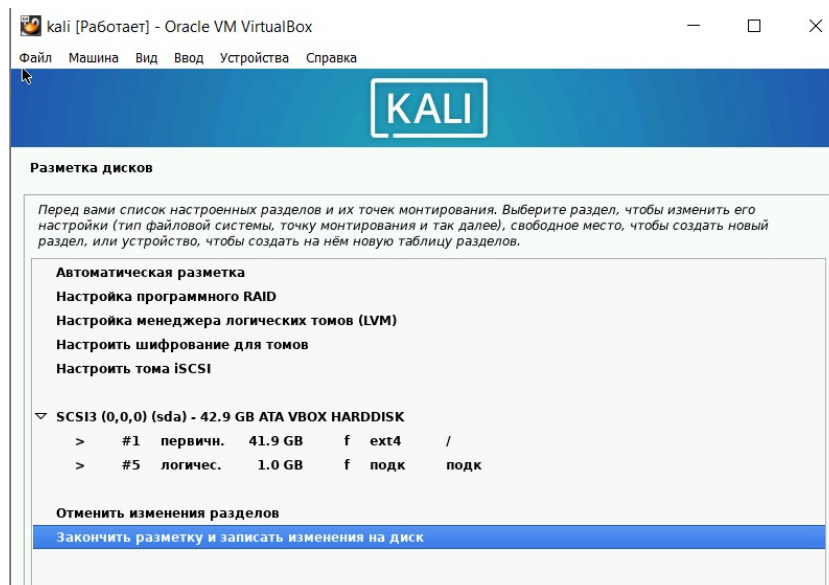 kali [Работает] - Oracle VM VirtualBox
Файл Машина Вид Ввод Устройства Справка
KALI
Разметка дисков
Перед вами список настроенных разделов и их точек монтирования. Выберите раздел, чтобы изменить его
настройки (тип файловой системы, точку монтирования и так далее), свободное место, чтобы создать новый
раздел, или устройство, чтобы создать на нём новую таблицу разделов.
Автоматическая разметка
Настройка программного RAID
Настройка менеджера логических томов (LVM)
Настроить шифрование для томов
Настроить тома iSCSI
SCSI3 (0,0,0) (sda) - 42.9 GB ATA VBOX HARDDISK
> #1 первичн. 41.9 GB f ext4 /
> #5 логичес. 1.0 GB f подк подк
Отменить изменения разделов
Закончить разметку и записать изменения на диск